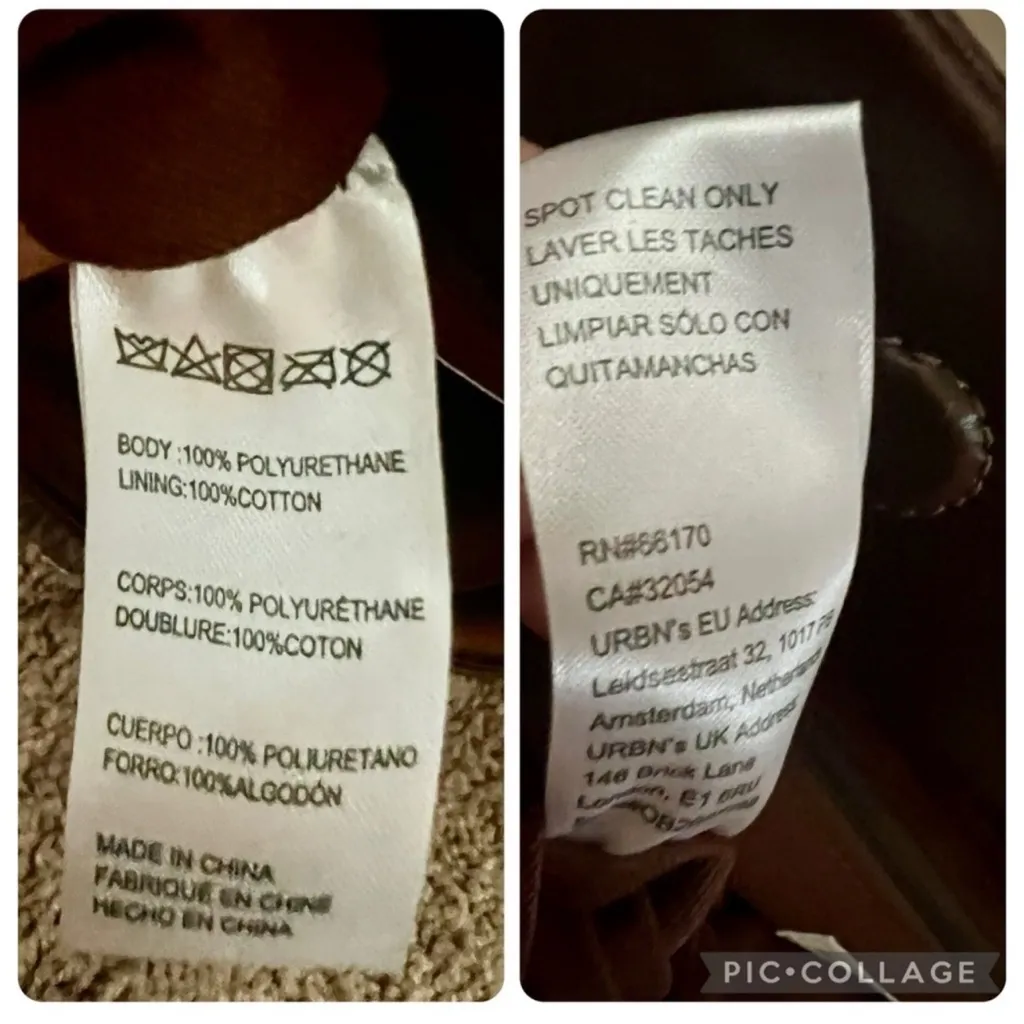 BODY :100% POLYURETHANE
LINING:100%COTTON
CORPS:100% POLYURÉTHANE
DOUBLURE:100%COTON
CUERPO :100% POLIURETANO
FORRO:100%ALGODÓN
MADE IN CHINA
FABRIQUÉ EN CHINE
HECHO EN CHINA
SPOT CLEAN ONLY
LAVER LES TACHES
UNIQUEMENT
LIMPIAR SÓLO CON
QUITAMANCHAS
RN#66170
CA#32054
URBN's EU Address:
Leidsestraat 32, 1017
Amsterdam,
URBN's UK Address
146 Brick Lane
London, E1 6RU
PIC•COLLAGE